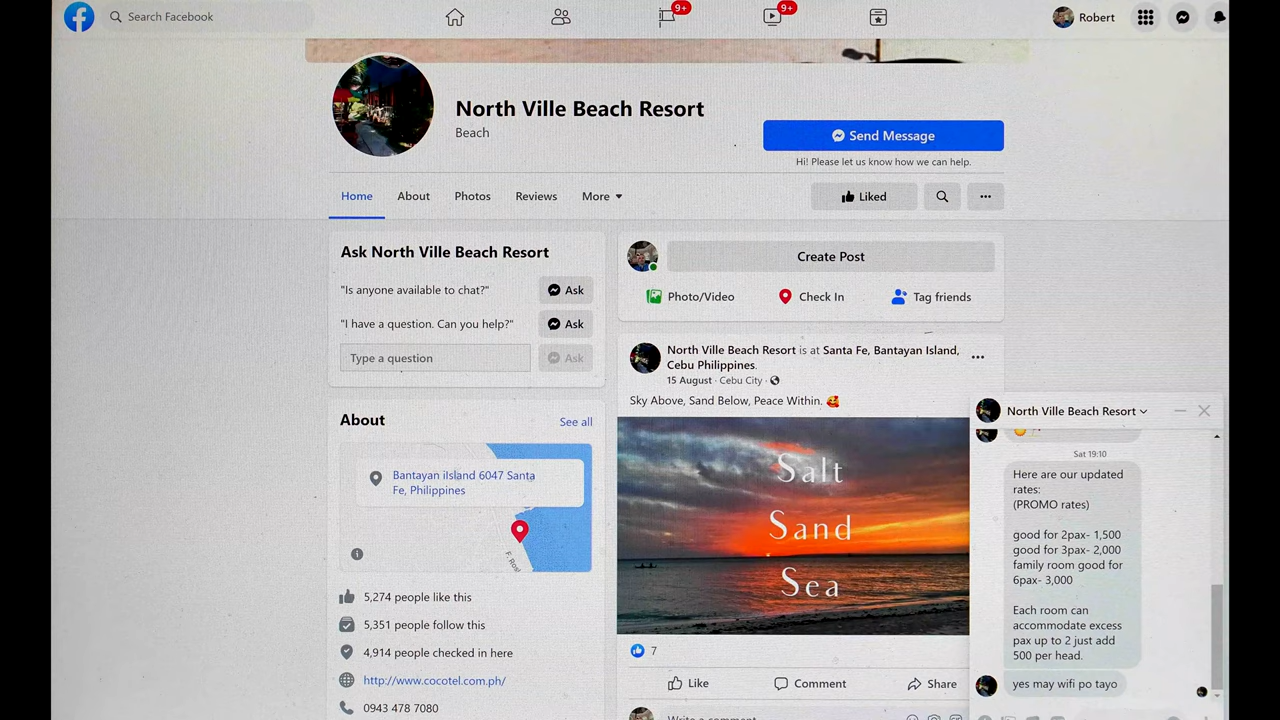 Search Facebook
9+
9+
Robert
North Ville Beach Resort
Beach
Send Message
Hi! Please let us know how we can help.
Home
About
Photos
Reviews
More
Liked
Ask North Ville Beach Resort
"Is anyone available to chat?"
Ask
"I have a question. Can you help?"
Ask
Type a question
Ask
About
See all
Bantayan iIsland 6047 Santa
Fe, Philippines
5,274 people like this
5,351 people follow this
4,914 people checked in here
http://www.cocotel.com.ph/
0943 478 7080
Create Post
Photo/Video
Check In
Tag friends
North Ville Beach Resort is at Santa Fe, Bantayan Island,
Cebu Philippines.
15 August · Cebu City ·
Sky Above, Sand Below, Peace Within.
Salt
Sand
Sea
7
Like
Comment
Share
Write a comment
North Ville Beach Resort
Sat 19:10
Here are our updated
rates:
(PROMO rates)
good for 2pax- 1,500
good for 3pax- 2,000
family room good for
6pax- 3,000
Each room can
accommodate excess
pax up to 2 just add
500 per head.
yes may wifi po tayo